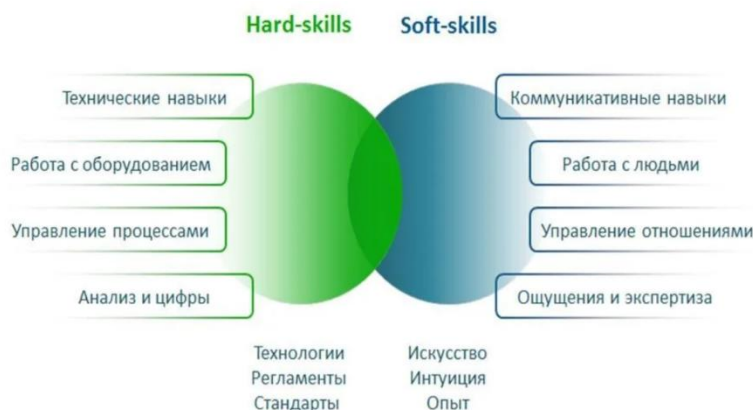 Hard-skills
Soft-skills
Технические навыки
Работа с оборудованием
Управление процессами
Анализ и цифры
Коммуникативные навыки
Работа с людьми
Управление отношениями
Ощущения и экспертиза
Технологии
Регламенты
Стандарты
Искусство
Интуиция
Опыт